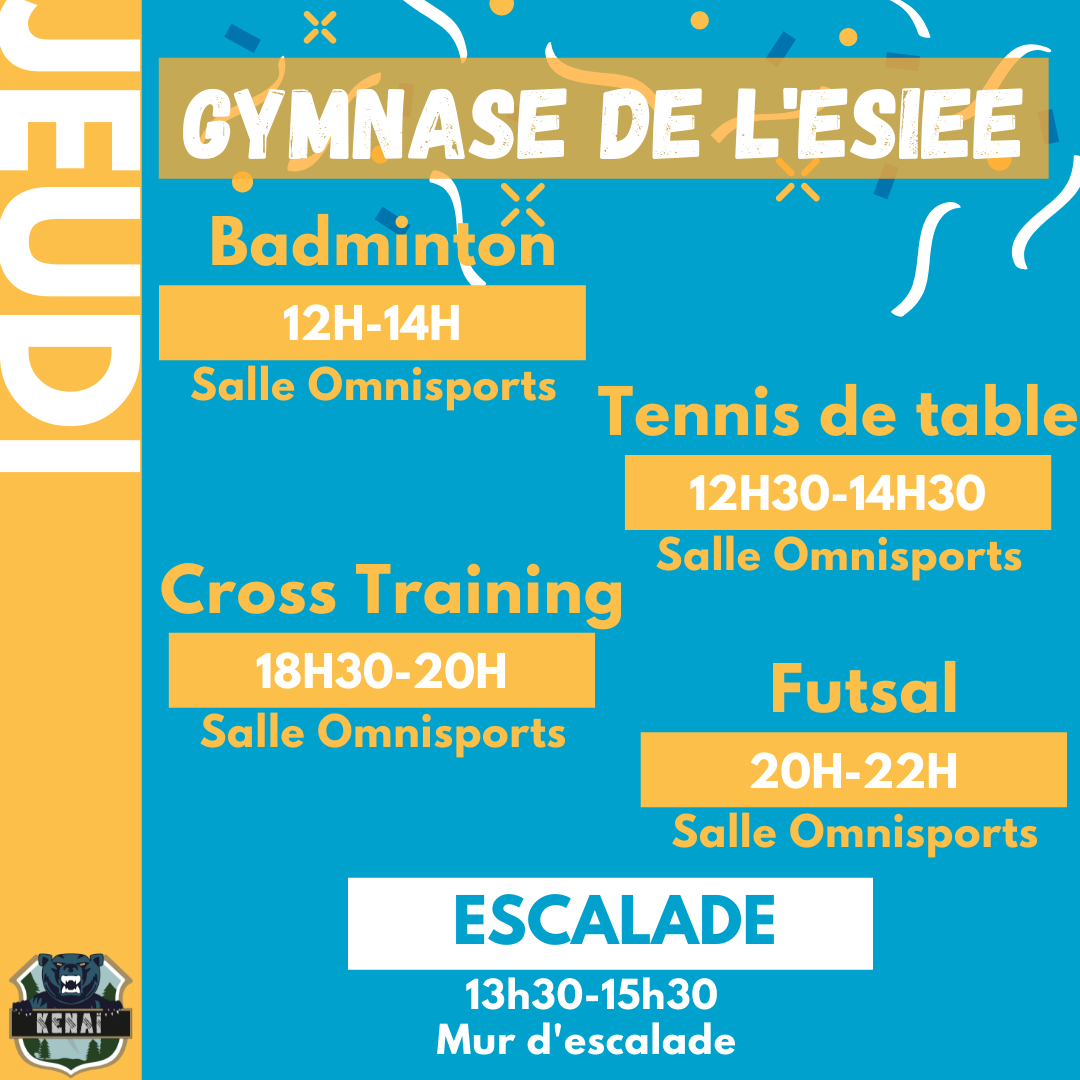 JEUDI
GYMNASE DE L'ESIEE
Badminton
12H-14H
Salle Omnisports
Tennis de table
12H30-14H30
Salle Omnisports
Cross Training
18H30-20H
Salle Omnisports
Futsal
20H-22H
Salle Omnisports
ESCALADE
13h30-15h30
Mur d'escalade
KENAÏ